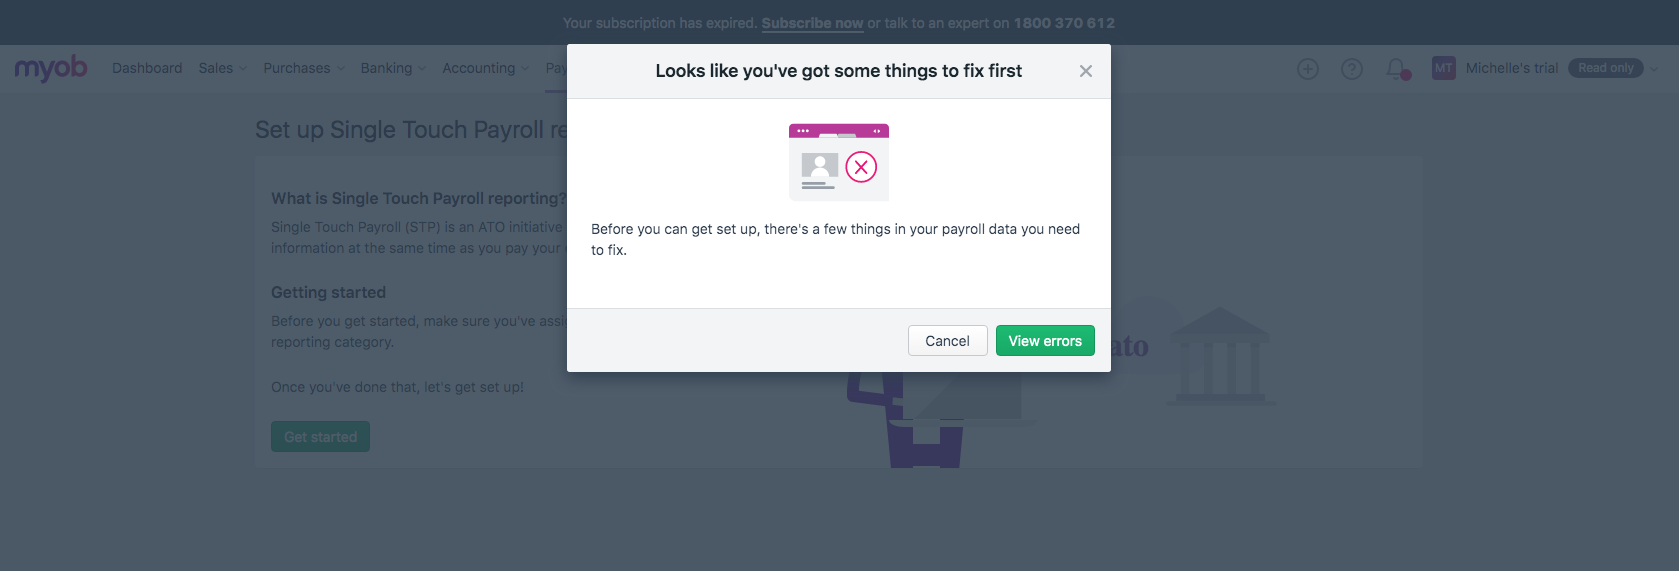 Your subscription has expired. Subscribe now or talk to an expert on 1800 370 612
myob Dashboard Sales Purchases Banking Accounting Pay MT Michelle's trial Read only
Looks like you've got some things to fix first
Set up Single Touch Payroll re
What is Single Touch Payroll reporting?
Single Touch Payroll (STP) is an ATO initiative
information at the same time as you pay your
Before you can get set up, there's a few things in your payroll data you need
to fix.
Getting started
Before you get started, make sure you've assi
reporting category.
Once you've done that, let's get set up!
Get started
Cancel
View errors
ato